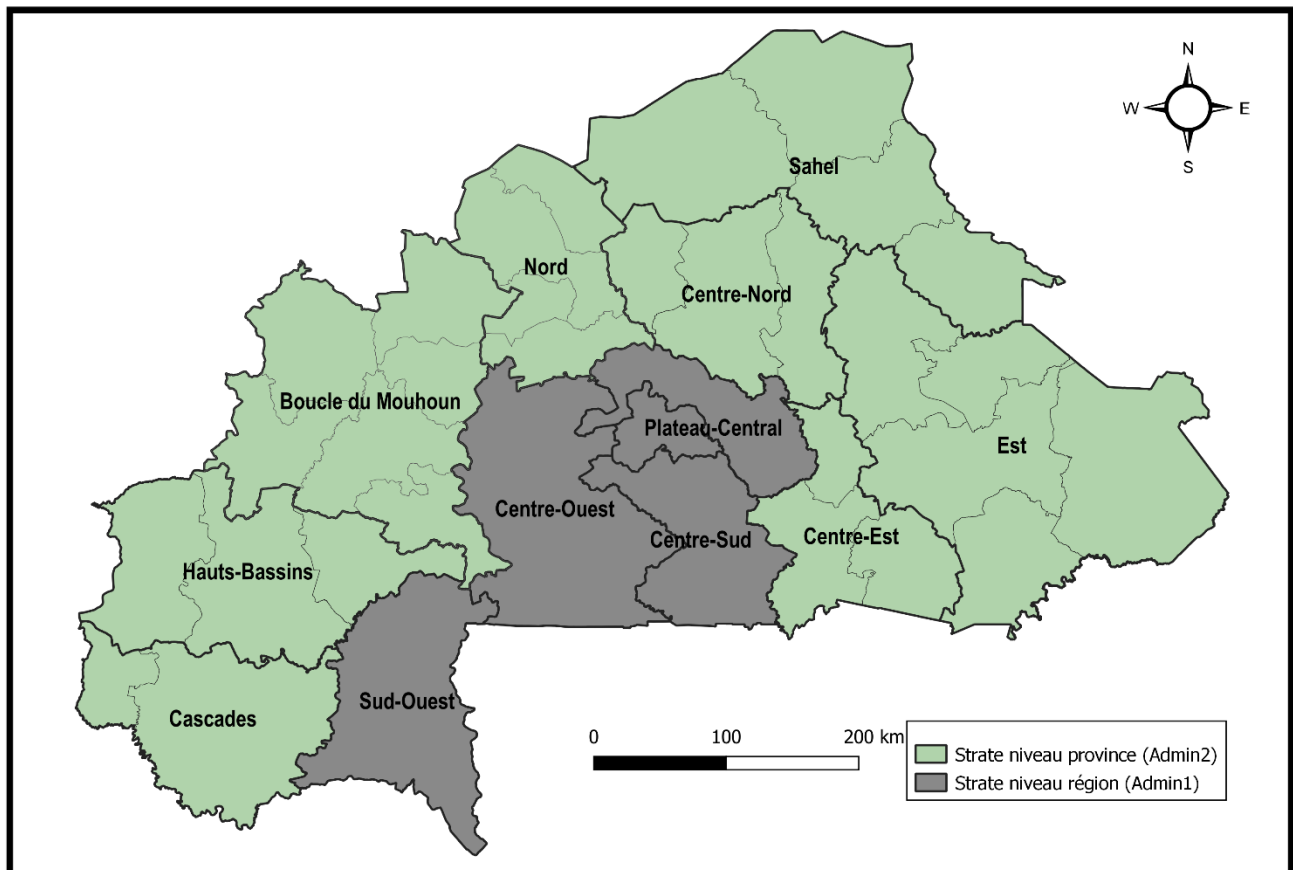 N
W E
S
Sahel
Nord
Centre-Nord
Boucle du Mouhoun
Plateau-Central
Est
Centre-Ouest
Centre-Sud
Centre-Est
Hauts-Bassins
Sud-Ouest
Cascades
0 100 200 km
Strate niveau province (Admin2)
Strate niveau région (Admin1)